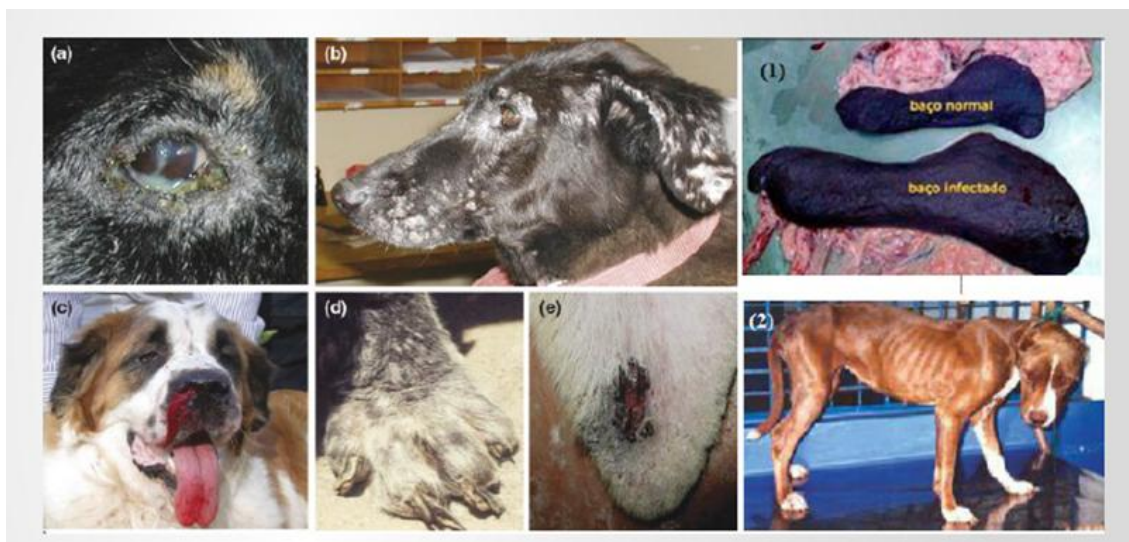 (a)
(b)
(1)
baço normal
baço infectado
(c)
(d)
(e)
(2)